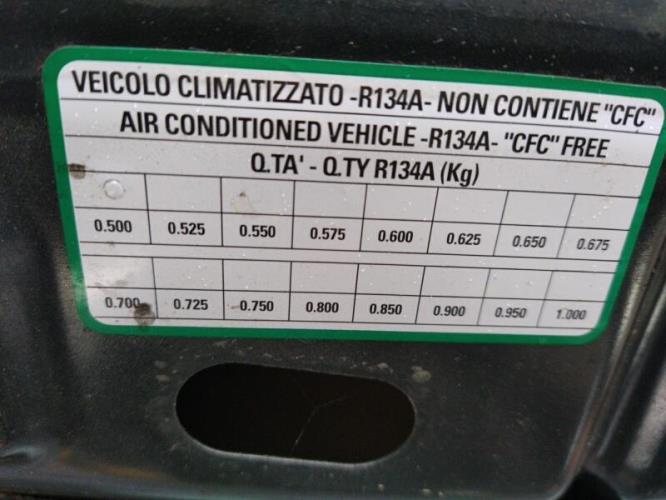 VEICOLO CLIMATIZZATO -R134A- NON CONTIENE "CFC"
AIR CONDITIONED VEHICLE -R134A- "CFC" FREE
Q.TA' - Q.TY R134A (Kg)
0.500 0.525 0.550 0.575 0.600 0.625 0.650 0.675
0.700 0.725 0.750 0.800 0.850 0.900 0.950 1.000